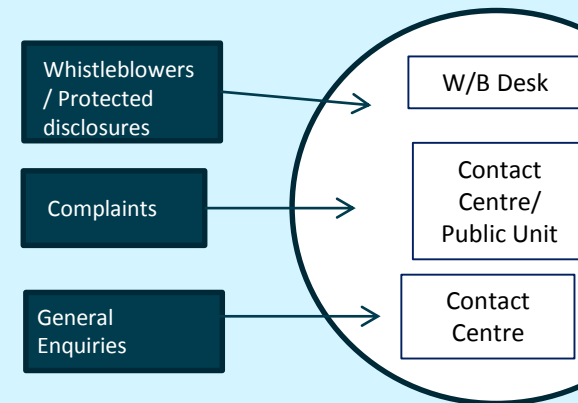 Whistleblowers
/ Protected
disclosures
W/B Desk
Complaints
Contact
Centre/
Public Unit
General
Enquiries
Contact
Centre